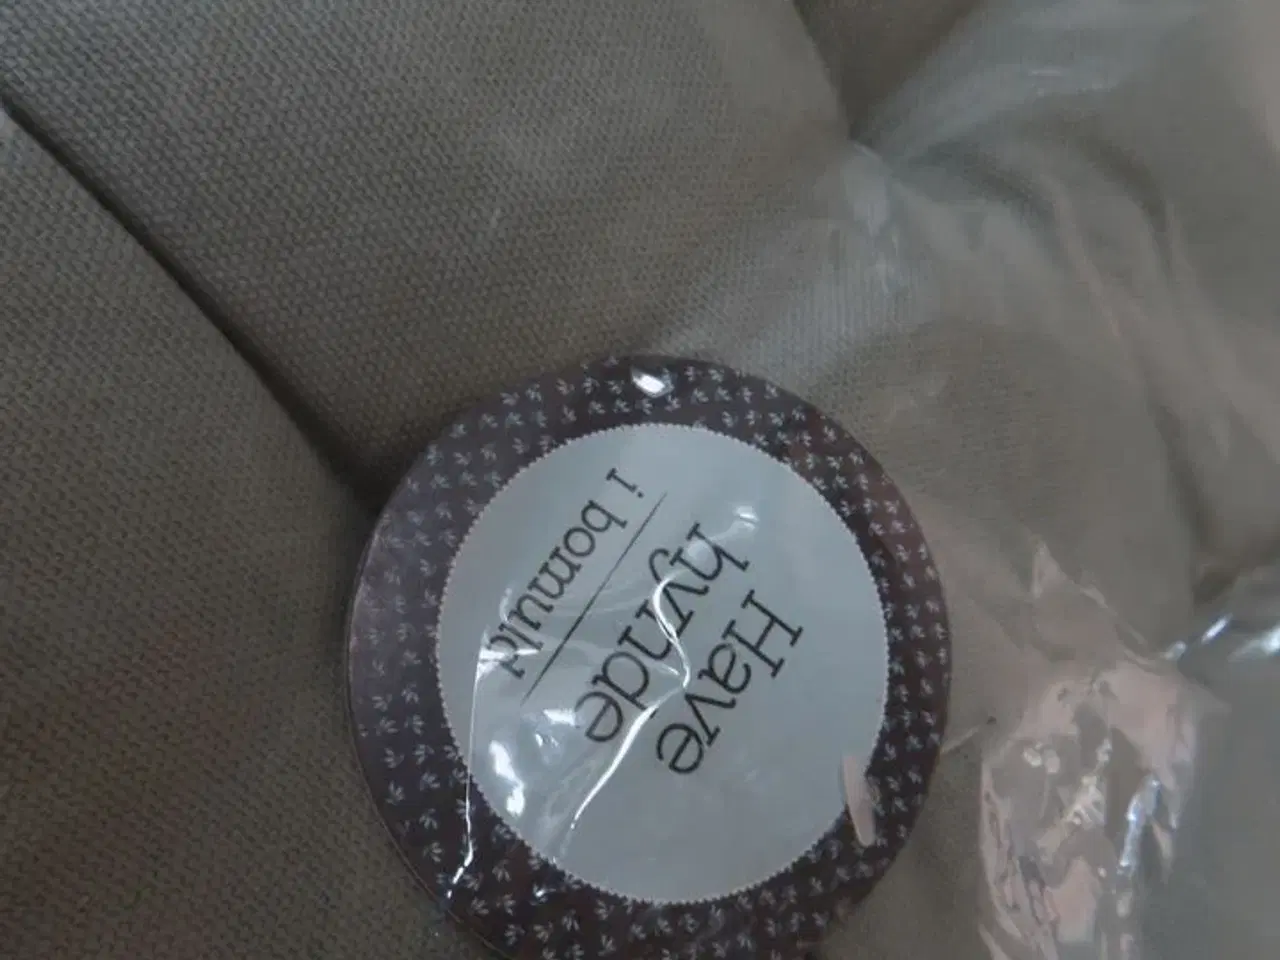 Have
hynde
i bomuld